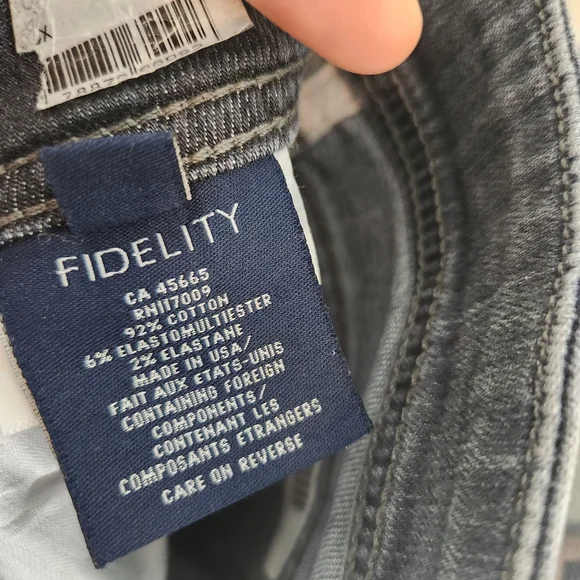 X
FIDELITY
CA 45665
RN117009
92% COTTON
6% ELASTOMULTIESTER
2% ELASTANE
MADE IN USA/
FAIT AUX ETATS-UNIS
CONTAINING FOREIGN
COMPONENTS/
CONTENANT LES
COMPOSANTS ETRANGERS
CARE ON REVERSE